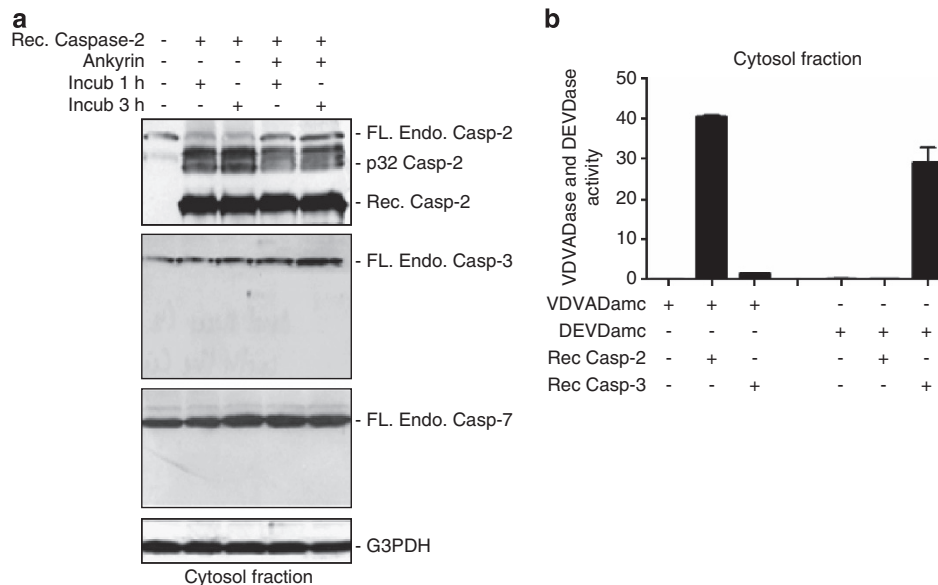 a
Rec. Caspase-2 - + + + +
Ankyrin - - - + +
Incub 1 h - + - + -
Incub 3 h - - + - +
- FL. Endo. Casp-2
- p32 Casp-2
- Rec. Casp-2
- FL. Endo. Casp-3
- FL. Endo. Casp-7
- G3PDH
Cytosol fraction
b
Cytosol fraction
VDVADase and DEVDase
activity
50
40
30
20
10
0
VDVADamc + + + - - -
DEVDamc - - - + + +
Rec Casp-2 - + - - + -
Rec Casp-3 - - + - - +